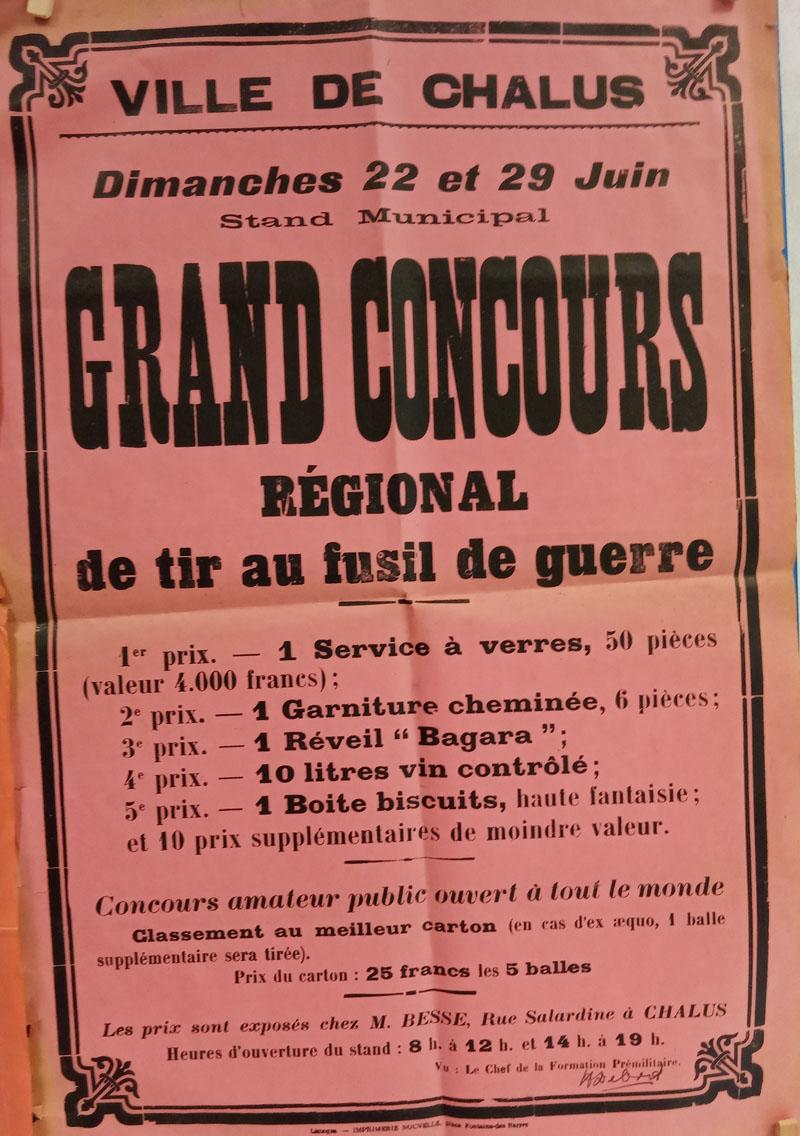 VILLE DE CHALUS
Dimanches 22 et 29 Juin
Stand Municipal
GRAND CONCOURS
RÉGIONAL
de tir au fusil de guerre
1er prix. — 1 Service à verres, 50 pièces
(valeur 4.000 francs);
2e prix. — 1 Garniture cheminée, 6 pièces;
3e prix. — 1 Réveil “ Bagara ”;
4e prix. — 10 litres vin contrôlé;
5e prix. — 1 Boite biscuits, haute fantaisie;
et 10 prix supplémentaires de moindre valeur.
Concours amateur public ouvert à tout le monde
Classement au meilleur carton (en cas d'ex æquo, 1 balle
supplémentaire sera tirée).
Prix du carton : 25 francs les 5 balles
Les prix sont exposés chez M. BESSE, Rue Salardine à CHALUS
Heures d'ouverture du stand : 8 h. à 12 h. et 14 h. à 19 h.
Vu : Le Chef de la Formation Prémilitaire.
— IMPRIMERIE NOUVELLE, Place Fontaine-des-Barres